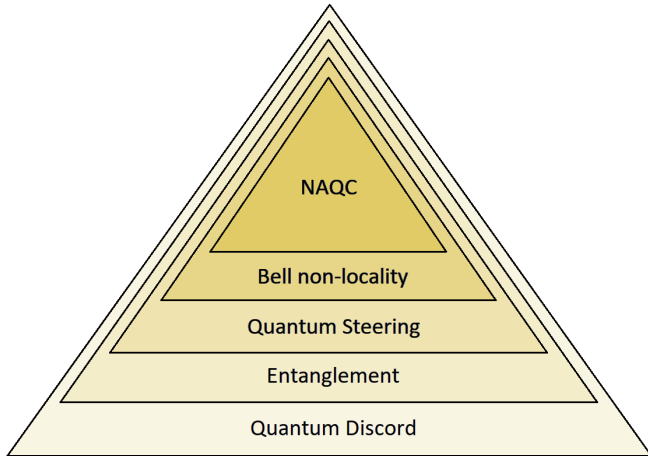 NAQC
Bell non-locality
Quantum Steering
Entanglement
Quantum Discord